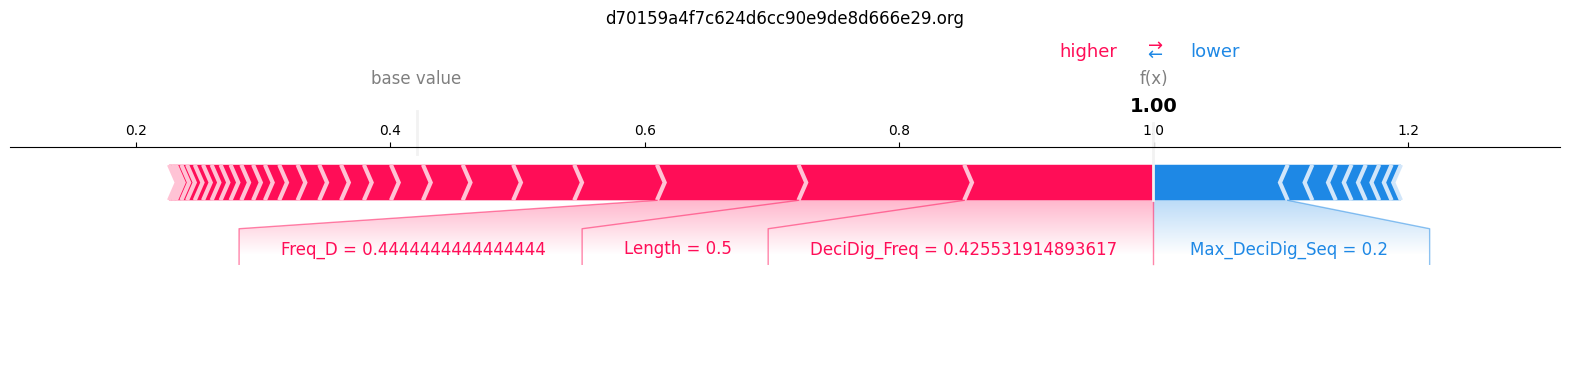 d70159a4f7c624d6cc90e9de8d666e29.org
higher ⇄ lower
base value f(x)
1.00
0.2 0.4 0.6 0.8 1.0 1.2
Freq_D = 0.4444444444444444 Length = 0.5 DeciDig_Freq = 0.425531914893617 Max_DeciDig_Seq = 0.2